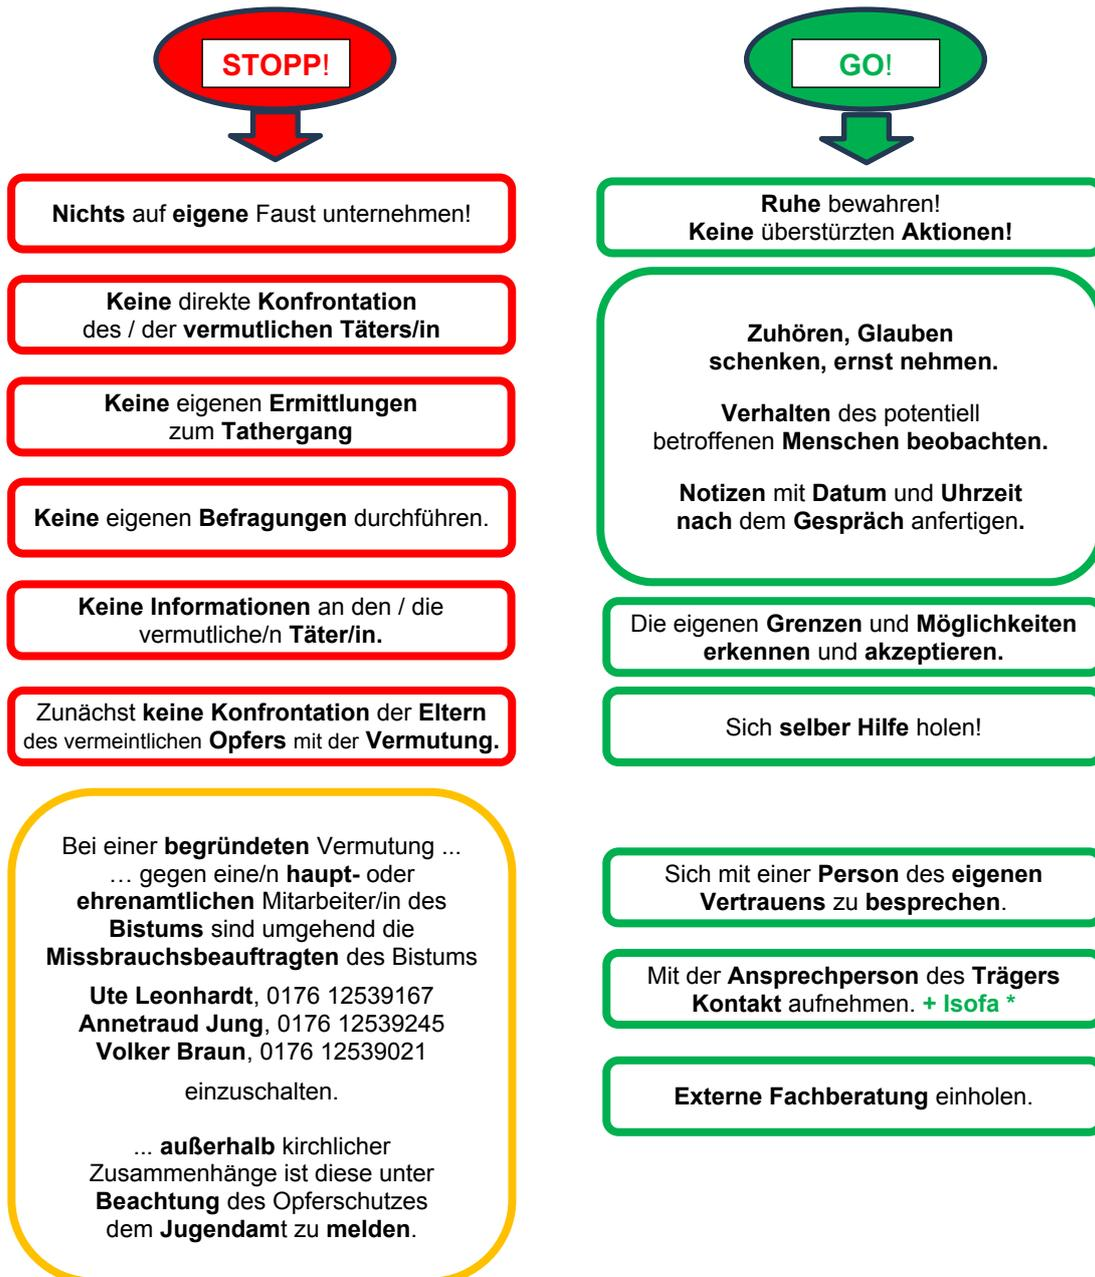 STOPP!
Nichts auf eigene Faust unternehmen!
Keine direkte Konfrontation
des / der vermutlichen Täters/in
Keine eigenen Ermittlungen
zum Tathergang
Keine eigenen Befragungen durchführen.
Keine Informationen an den / die
vermutliche/n Täter/in.
Zunächst keine Konfrontation der Eltern
des vermeintlichen Opfers mit der Vermutung.
Bei einer begründeten Vermutung ...
… gegen eine/n haupt- oder
ehrenamtlichen Mitarbeiter/in des
Bistums sind umgehend die
Missbrauchsbeauftragten des Bistums
Ute Leonhardt, 0176 12539167
Annetraud Jung, 0176 12539245
Volker Braun, 0176 12539021
einzuschalten.
... außerhalb kirchlicher
Zusammenhänge ist diese unter
Beachtung des Opferschutzes
dem Jugendamt zu melden.
GO!
Ruhe bewahren!
Keine überstürzten Aktionen!
Zuhören, Glauben
schenken, ernst nehmen.
Verhalten des potentiell
betroffenen Menschen beobachten.
Notizen mit Datum und Uhrzeit
nach dem Gespräch anfertigen.
Die eigenen Grenzen und Möglichkeiten
erkennen und akzeptieren.
Sich selber Hilfe holen!
Sich mit einer Person des eigenen
Vertrauens zu besprechen.
Mit der Ansprechperson des Trägers
Kontakt aufnehmen. + Isofa *
Externe Fachberatung einholen.